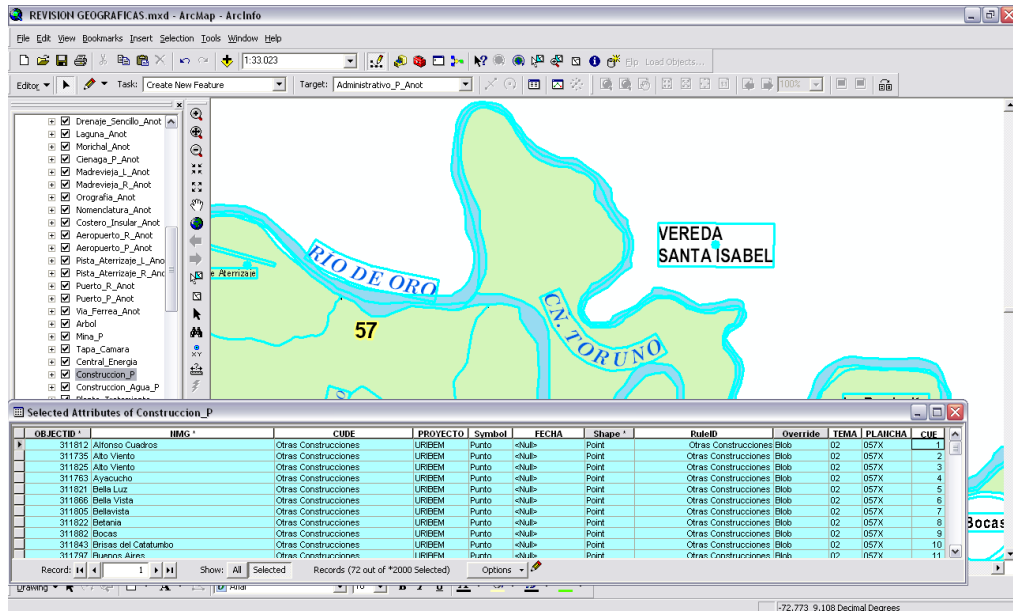 REVISION GEOGRAFICAS.mxd - ArcMap - ArcInfo
File Edit View Bookmarks Insert Selection Tools Window Help
1:33.023 Flip Load Objects...
Editor Task: Create New Feature Target: Administrativo_P_Anot 100%
Drenaje_Sencillo_Anot
Laguna_Anot
Morichal_Anot
Cienaga_P_Anot
Madrevieja_L_Anot
Madrevieja_R_Anot
Orografia_Anot
Nomenclatura_Anot
Costero_Insular_Anot
Aeropuerto_R_Anot
Aeropuerto_P_Anot
Pista_Aterrizaje_L_Ano
Pista_Aterrizaje_R_Ano
Puerto_R_Anot
Puerto_P_Anot
Via_Ferrea_Anot
Arbol
Mina_P
Tapa_Camara
Central_Energia
Construccion_P
Construccion_Agua_P
VEREDA
SANTA ISABEL
RIO DE ORO
e Aterrizaje
CN. TORUNO
57
Bocas
Selected Attributes of Construccion_P
OBJECTID * NMG * CUDE PROYECTO Symbol FECHA Shape * RuleID Override TEMA PLANCHA CUE
311812 Alfonso Cuadros Otras Construcciones URIBEM Punto <Null> Point Otras Construcciones Blob 02 057X 1
311735 Alto Viento Otras Construcciones URIBEM Punto <Null> Point Otras Construcciones Blob 02 057X 2
311825 Alto Viento Otras Construcciones URIBEM Punto <Null> Point Otras Construcciones Blob 02 057X 3
311763 Ayacucho Otras Construcciones URIBEM Punto <Null> Point Otras Construcciones Blob 02 057X 4
311821 Bella Luz Otras Construcciones URIBEM Punto <Null> Point Otras Construcciones Blob 02 057X 5
311866 Bella Vista Otras Construcciones URIBEM Punto <Null> Point Otras Construcciones Blob 02 057X 6
311805 Bellavista Otras Construcciones URIBEM Punto <Null> Point Otras Construcciones Blob 02 057X 7
311822 Betania Otras Construcciones URIBEM Punto <Null> Point Otras Construcciones Blob 02 057X 8
311882 Bocas Otras Construcciones URIBEM Punto <Null> Point Otras Construcciones Blob 02 057X 9
311843 Brisas del Catatumbo Otras Construcciones URIBEM Punto <Null> Point Otras Construcciones Blob 02 057X 10
311797 Buenos Aires Otras Construcciones URIBEM Punto <Null> Point Otras Construcciones Blob 02 057X 11
Record: 1 Show: All Selected Records (72 out of *2000 Selected) Options
Drawing A Arial 10 B I U A
-72.773 9.108 Decimal Degrees